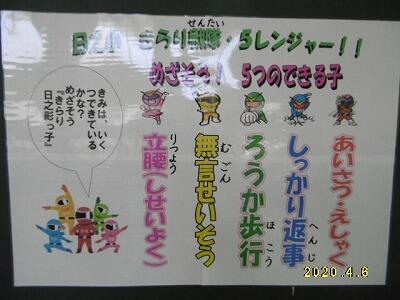 せんたい
日之影 きらり戦隊・5レンジャー!!
めざそう! 5つのできる子
あいさつ・えしゃく
しっかり返事
へんじ
ろうか歩行
ほこう
無言せいそう
むごん
立腰(しせいよく)
りつよう
きみは、いく
つできている
かな?
めざそう
『きらり
日之影っ子』
2020.4.6